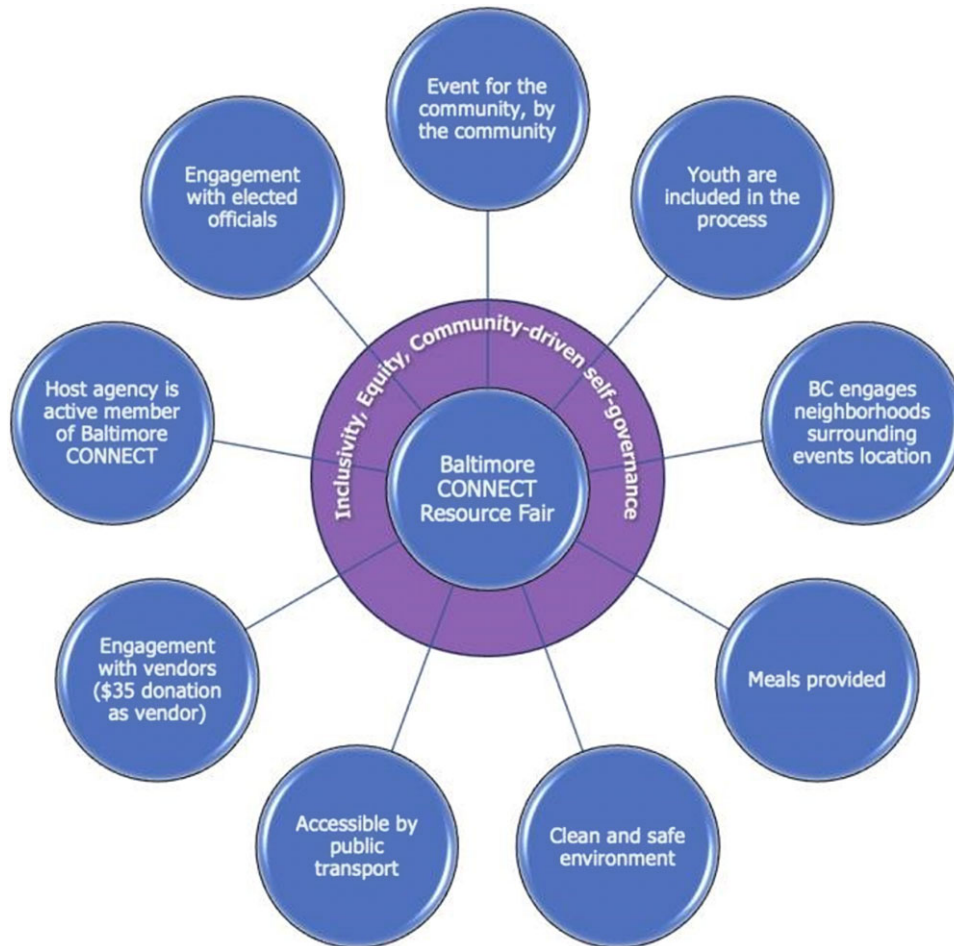 Event for the
community, by
the community
Youth are
included in the
process
BC engages
neighborhoods
surrounding
events location
Meals provided
Clean and safe
environment
Accessible by
public
transport
Engagement
with vendors
($35 donation
as vendor)
Host agency is
active member
of Baltimore
CONNECT
Engagement
with elected
officials
Inclusivity, Equity, Community-driven self-governance
Baltimore
CONNECT
Resource Fair